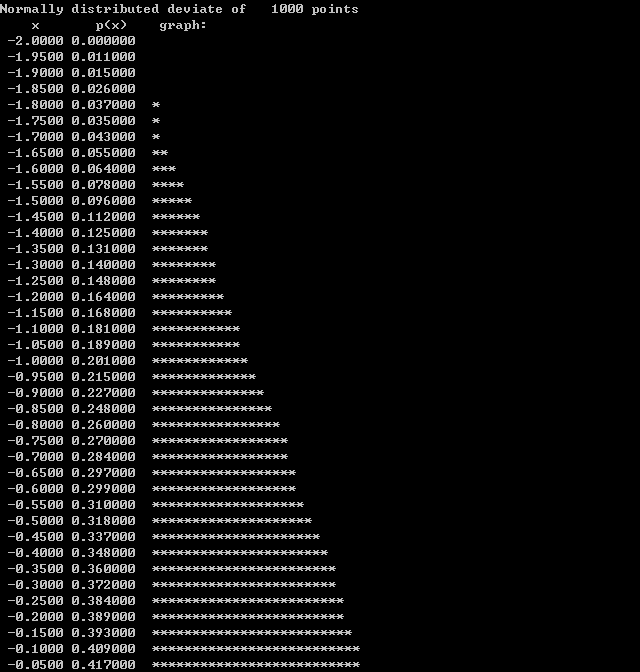 Normally distributed deviate of   1000 points
    x       p(x)    graph:
 -2.0000 0.000000
 -1.9500 0.011000
 -1.9000 0.015000
 -1.8500 0.026000
 -1.8000 0.037000  *
 -1.7500 0.035000  *
 -1.7000 0.043000  *
 -1.6500 0.055000  **
 -1.6000 0.064000  ***
 -1.5500 0.078000  ****
 -1.5000 0.096000  *****
 -1.4500 0.112000  ******
 -1.4000 0.125000  *******
 -1.3500 0.131000  *******
 -1.3000 0.140000  ********
 -1.2500 0.148000  ********
 -1.2000 0.164000  *********
 -1.1500 0.168000  **********
 -1.1000 0.181000  ***********
 -1.0500 0.189000  ***********
 -1.0000 0.201000  ************
 -0.9500 0.215000  *************
 -0.9000 0.227000  **************
 -0.8500 0.248000  ***************
 -0.8000 0.260000  ****************
 -0.7500 0.270000  *****************
 -0.7000 0.284000  *****************
 -0.6500 0.297000  ******************
 -0.6000 0.299000  ******************
 -0.5500 0.310000  *******************
 -0.5000 0.318000  ********************
 -0.4500 0.337000  *********************
 -0.4000 0.348000  **********************
 -0.3500 0.360000  ***********************
 -0.3000 0.372000  ***********************
 -0.2500 0.384000  ************************
 -0.2000 0.389000  ************************
 -0.1500 0.393000  *************************
 -0.1000 0.409000  **************************
 -0.0500 0.417000  **************************